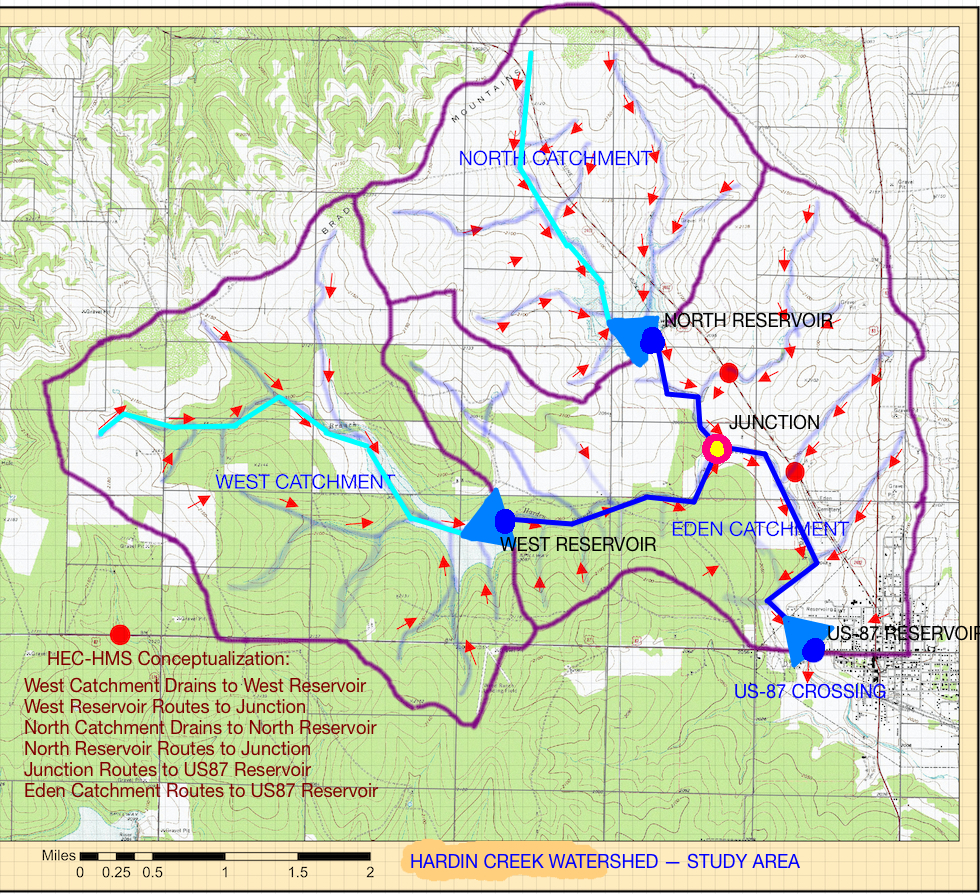 MOUNTAINS
NORTH CATCHMENT
BRADY
NORTH RESERVOIR
JUNCTION
WEST CATCHMENT
EDEN CATCHMENT
WEST RESERVOIR
US-87 RESERVOIR
US-87 CROSSING
HEC-HMS Conceptualization:
West Catchment Drains to West Reservoir
West Reservoir Routes to Junction
North Catchment Drains to North Reservoir
North Reservoir Routes to Junction
Junction Routes to US87 Reservoir
Eden Catchment Routes to US87 Reservoir
Miles
0 0.25 0.5 1 1.5 2
HARDIN CREEK WATERSHED — STUDY AREA